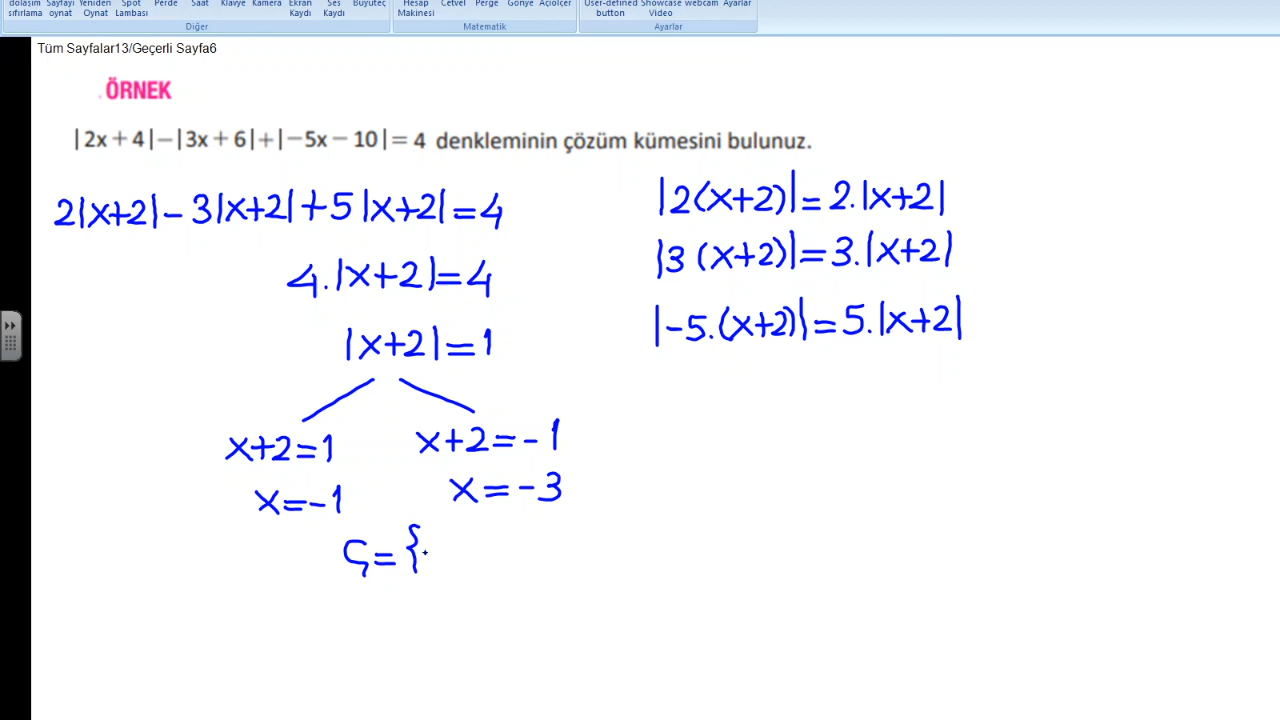 dolaşım Sayfayı Yeniden Spot Perde Saat Klavye Kamera Ekran Ses Büyüteç Hesap Cetvel Perge Gönye Açıölçer User-defined Showcase webcam Ayarlar
sıfırlama oynat Oynat Lambası Kaydı Kaydı Makinesi button Video
Diğer Matematik Ayarlar
Tüm Sayfalar13/Geçerli Sayfa6
ÖRNEK
|2x + 4| − |3x + 6| + |−5x − 10| = 4 denkleminin çözüm kümesini bulunuz.
2|x+2| − 3|x+2| + 5|x+2| = 4
4.|x+2| = 4
|x+2| = 1
x+2=1 x+2=-1
x=-1 x=-3
Ç={
|2(x+2)| = 2.|x+2|
|3(x+2)| = 3.|x+2|
|-5.(x+2)| = 5.|x+2|